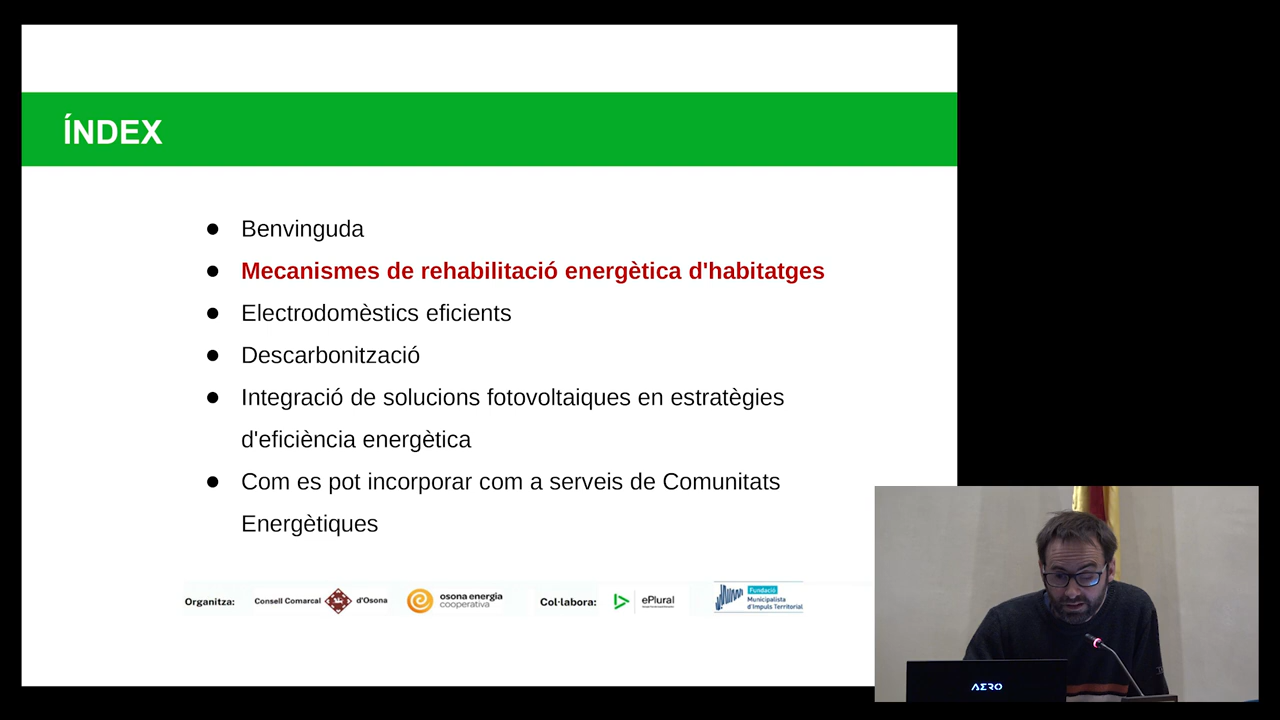 ÍNDEX
● Benvinguda
● Mecanismes de rehabilitació energètica d'habitatges
● Electrodomèstics eficients
● Descarbonització
● Integració de solucions fotovoltaiques en estratègies
d'eficiència energètica
● Com es pot incorporar com a serveis de Comunitats
Energètiques
Organitza: Consell Comarcal d'Osona osona energia cooperativa Col·labora: ePlural Fundació Municipalista d'Impuls Territorial
AERO